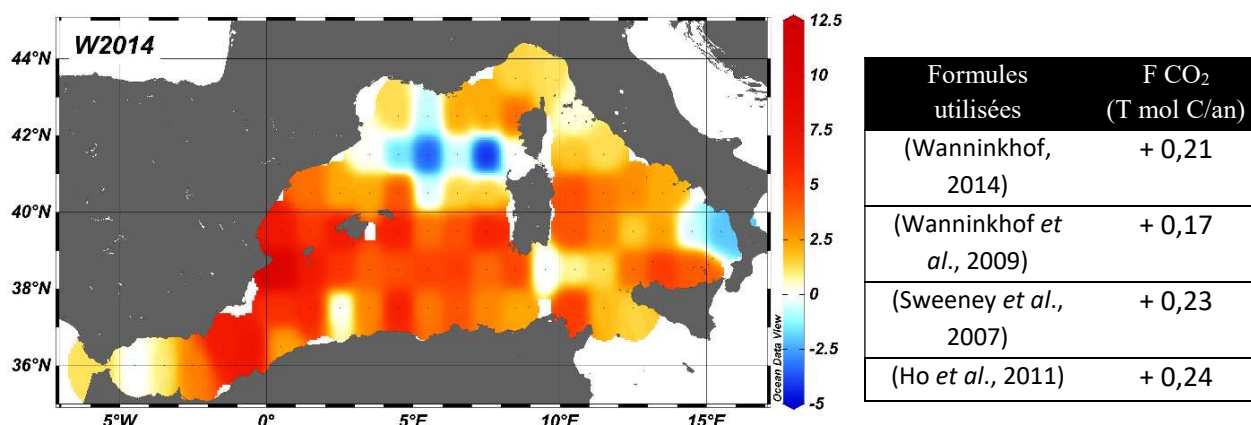 W2014
44°N
42°N
40°N
38°N
36°N
5°W
0°
5°E
10°E
15°E
12.5
10
7.5
5
2.5
0
-2.5
-5
Ocean Data View
Formules
utilisées
F CO₂
(T mol C/an)
(Wanninkhof,
2014)
+ 0,21
(Wanninkhof et
al., 2009)
+ 0,17
(Sweeney et al.,
2007)
+ 0,23
(Ho et al., 2011)
+ 0,24